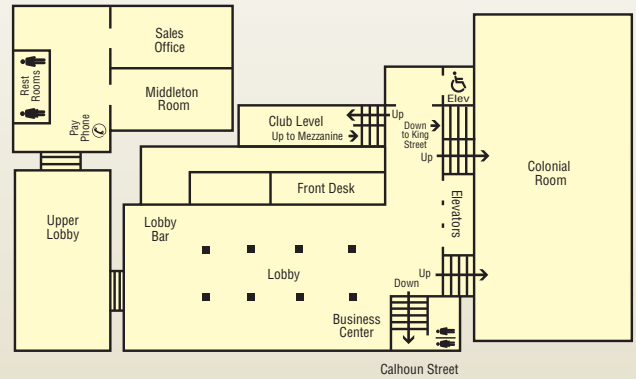 Sales
Office
Rest
Rooms
Middleton
Room
Pay
Phone
Elev
Club Level
Up
Up to Mezzanine
Down
to King
Street
Up
Colonial
Room
Front Desk
Elevators
Upper
Lobby
Lobby
Bar
Lobby
Up
Down
Business
Center
Calhoun Street